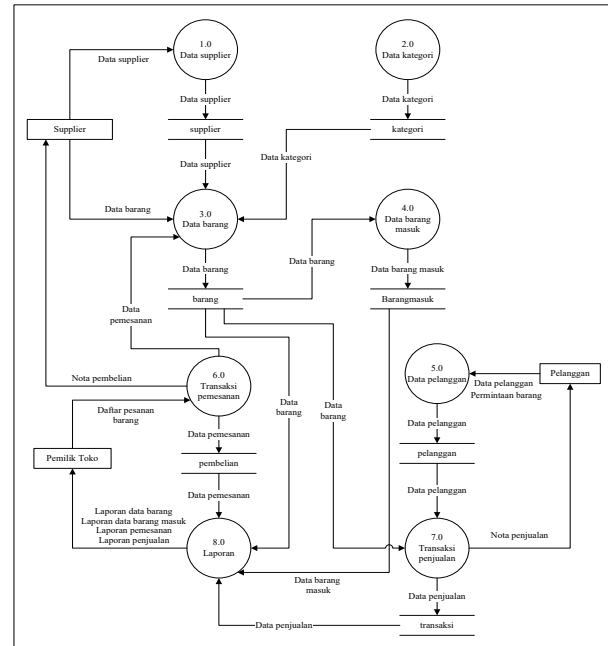 1.0
Data supplier
2.0
Data kategori
Data supplier
Data supplier
Data kategori
Supplier
supplier
kategori
Data supplier
Data kategori
3.0
Data barang
4.0
Data barang
masuk
Data barang
Data barang
Data barang
Data barang masuk
barang
Barangmasuk
Data
pemesanan
6.0
Transaksi
pemesanan
5.0
Data pelanggan
Pelanggan
Nota pembelian
Data pelanggan
Permintaan barang
Daftar pesanan
barang
Data
barang
Data
barang
Data pemesanan
Data pelanggan
Pemilik Toko
pembelian
pelanggan
Data pemesanan
Data pelanggan
Laporan data barang
Laporan data barang masuk
Laporan pemesanan
Laporan penjualan
8.0
Laporan
7.0
Transaksi
penjualan
Nota penjualan
Data barang
masuk
Data penjualan
Data penjualan
transaksi